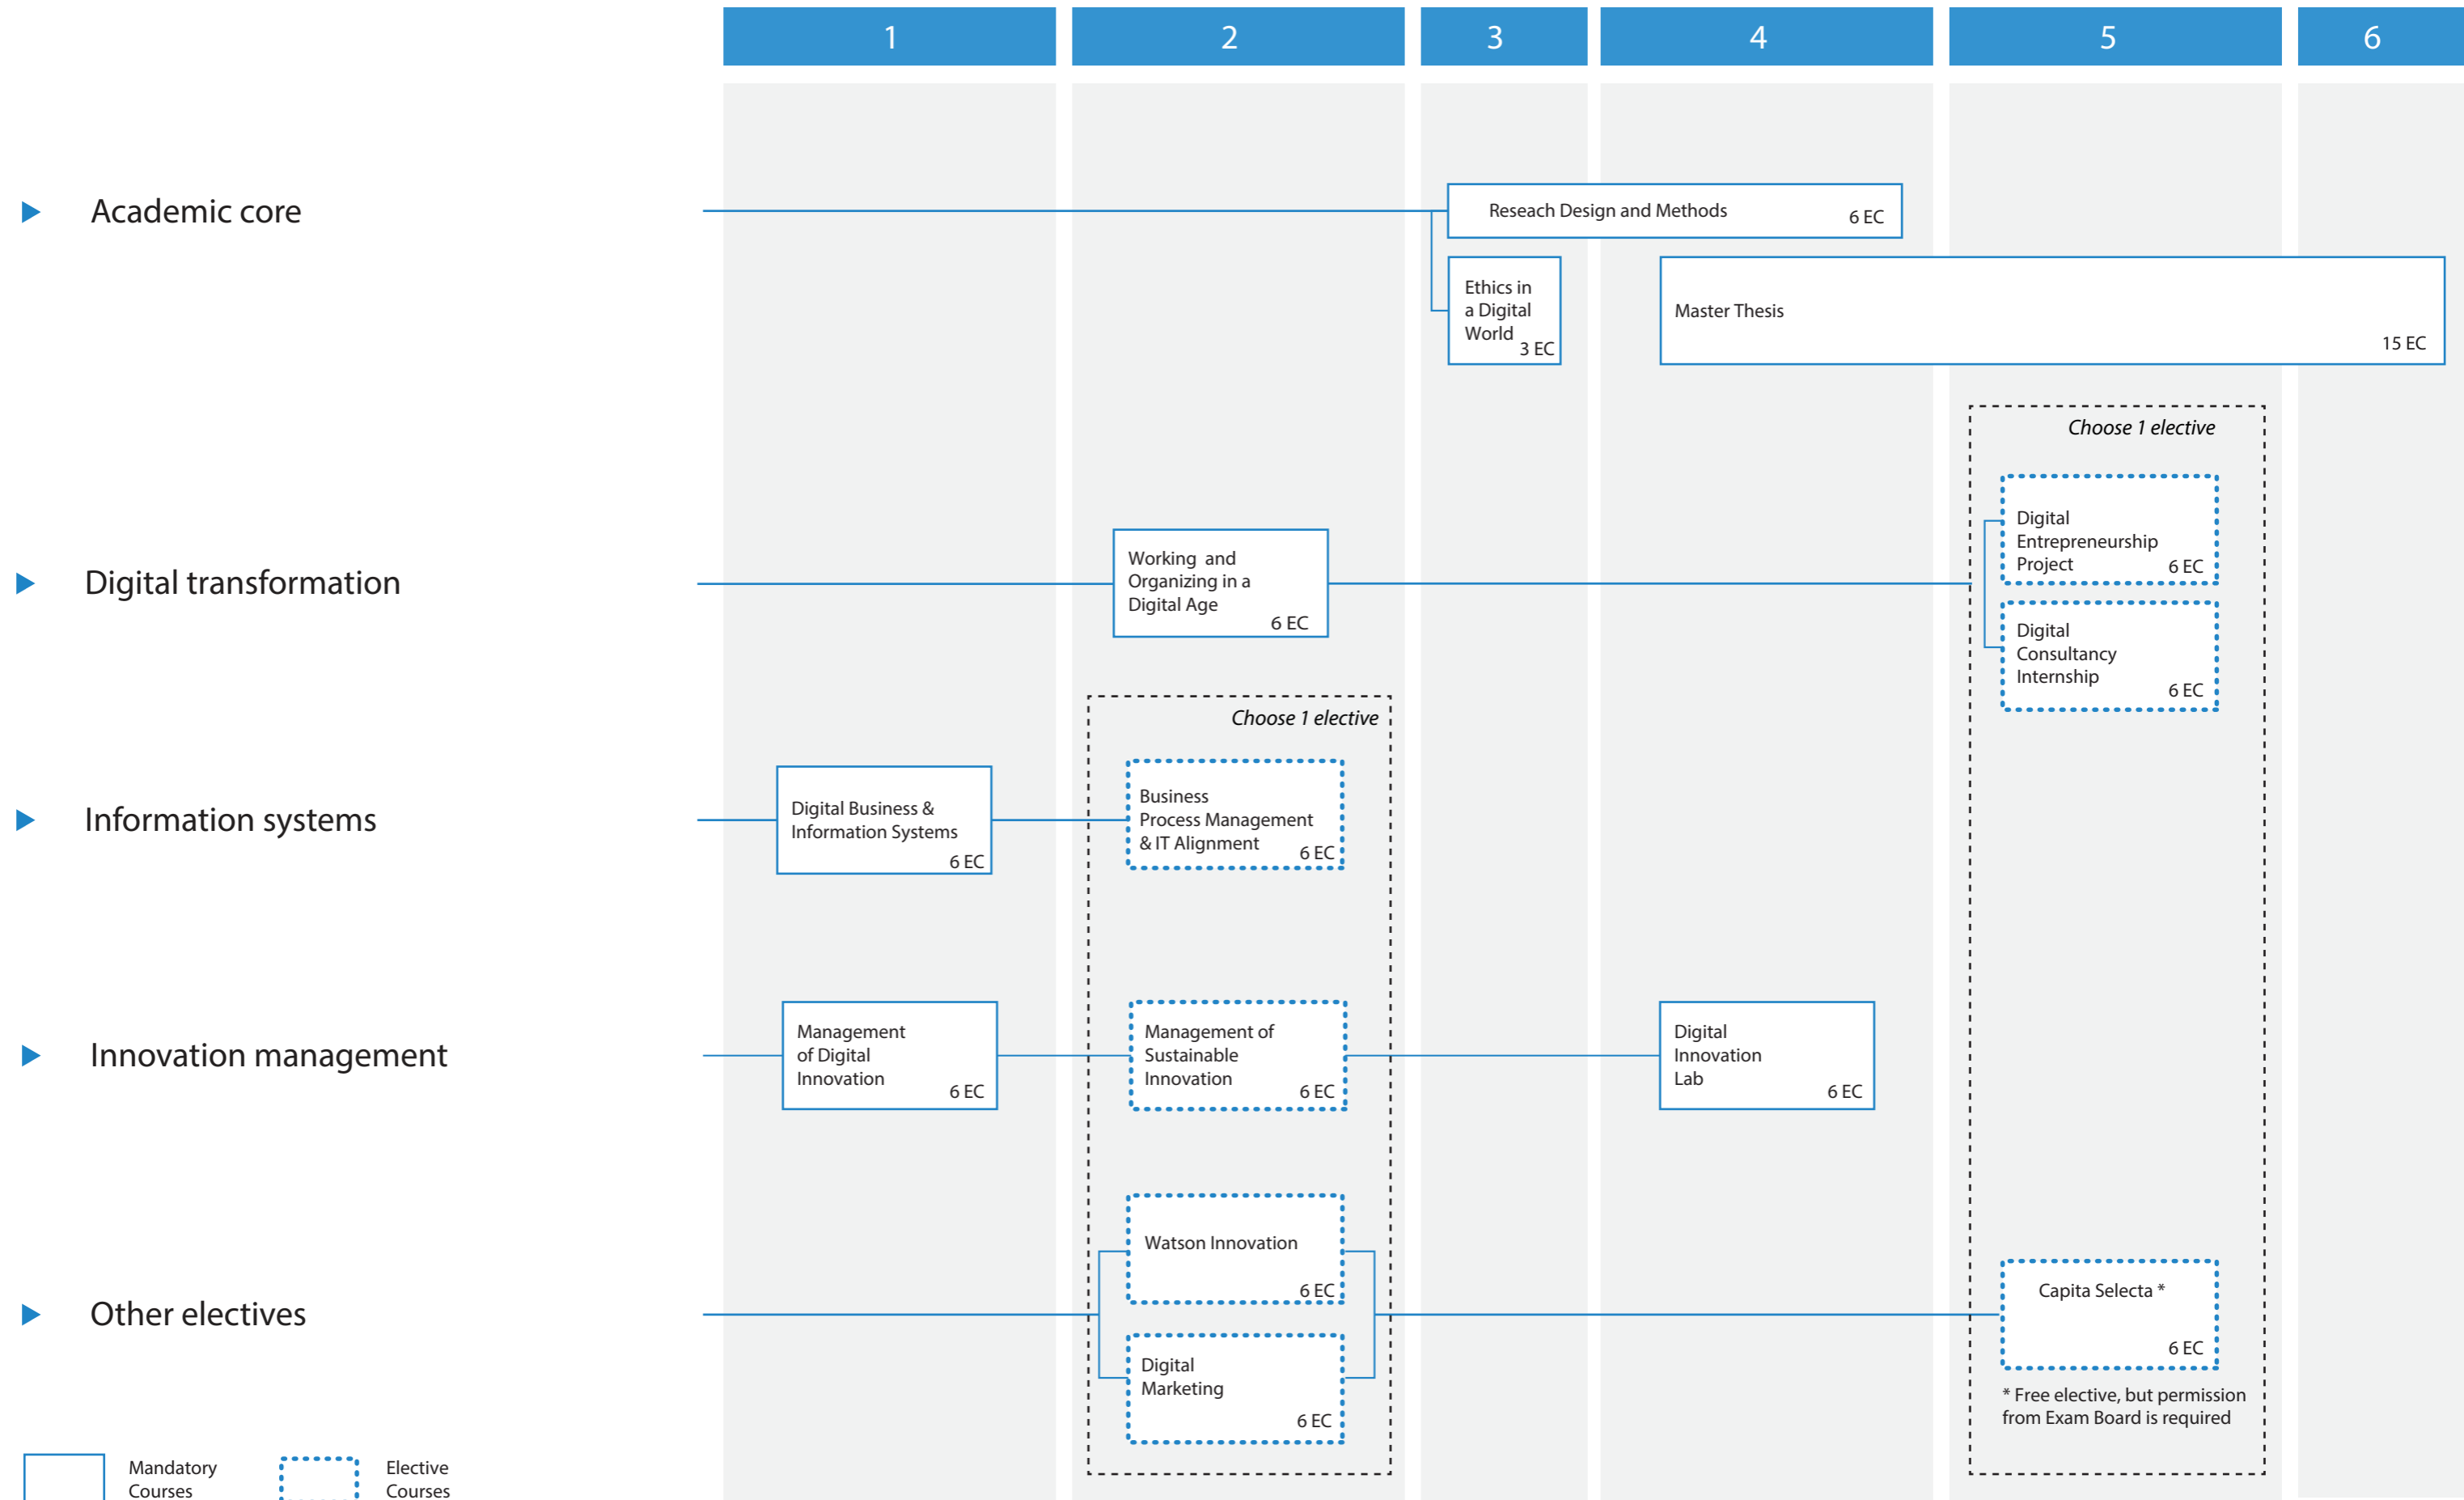 1 2 3 4 5 6
Academic core
Reseach Design and Methods
6 EC
Ethics in
a Digital
World
3 EC
Master Thesis
15 EC
Choose 1 elective
Digital transformation
Working and
Organizing in a
Digital Age
6 EC
Digital
Entrepreneurship
Project
6 EC
Digital
Consultancy
Internship
6 EC
Choose 1 elective
Information systems
Digital Business &
Information Systems
6 EC
Business
Process Management
& IT Alignment
6 EC
Innovation management
Management
of Digital
Innovation
6 EC
Management of
Sustainable
Innovation
6 EC
Digital
Innovation
Lab
6 EC
Other electives
Watson Innovation
6 EC
Digital
Marketing
6 EC
Capita Selecta *
6 EC
* Free elective, but permission
from Exam Board is required
Mandatory
Courses
Elective
Courses